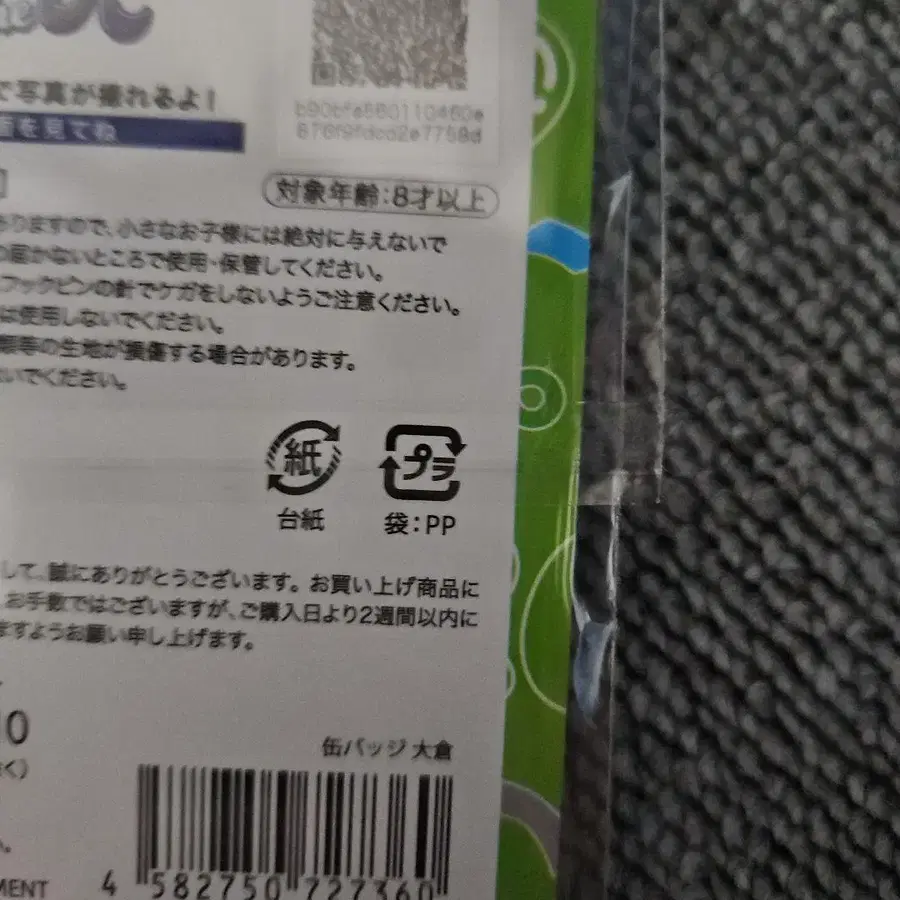 で写真が撮れるよ!
を見てね
b90bfe560110460e
676f9fdcd2e7758d
対象年齢:8才以上
ありますので、小さなお子様には絶対に与えないで
の届かないところで使用・保管してください。
フックピンの針でケガをしないようご注意ください。
は使用しないでください。
類等の生地が損傷する場合があります。
いでください。
紙
台紙
プラ
袋:PP
して、誠にありがとうございます。お買い上げ商品に
お手数ではございますが、ご購入日より2週間以内に
ますようお願い申し上げます。
10
く)
缶バッジ 大倉
MENT
4 582750 727360